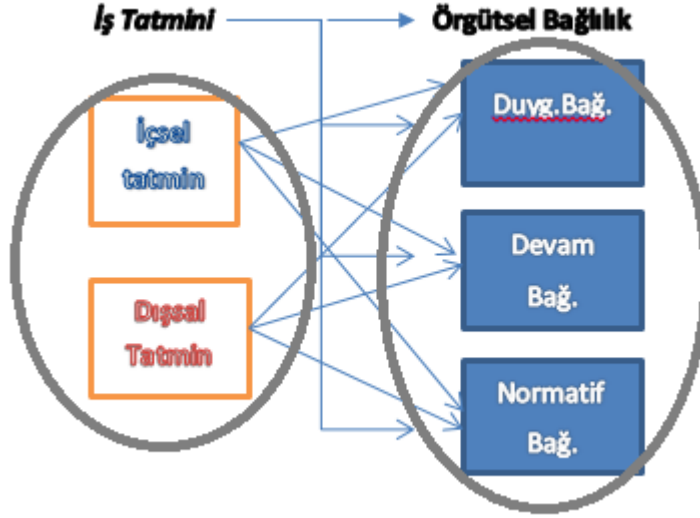 İş Tatmini
Örgütsel Bağlılık
İçsel
tatmin
Dışsal
Tatmin
Duyg.Bağ.
Devam
Bağ.
Normatif
Bağ.